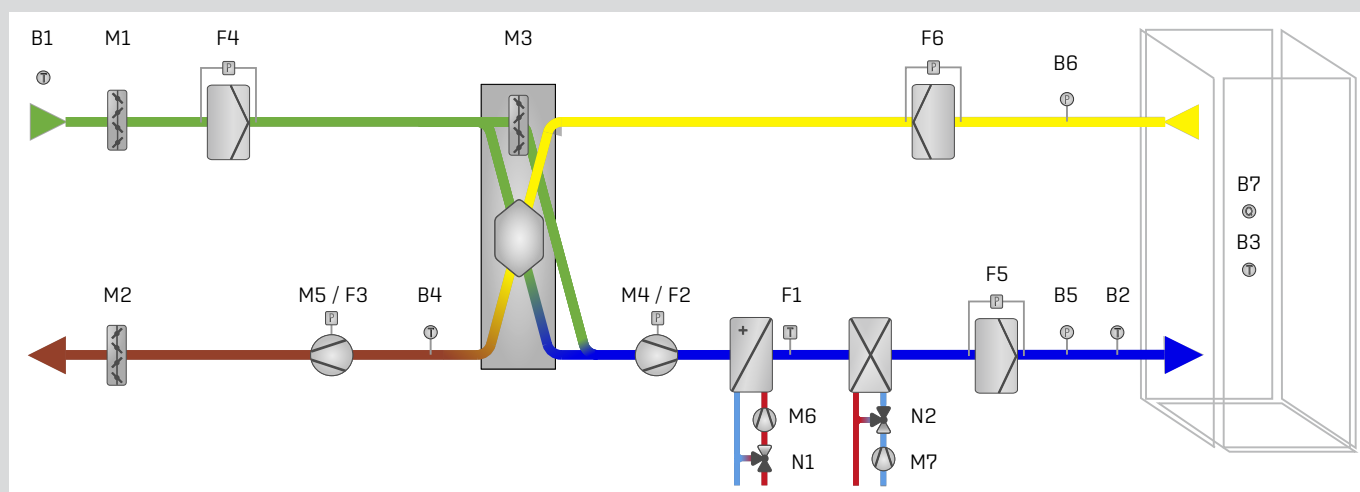 B1 M1 F4 M3 F6 B6
T P P P
B7
Q
B3
T
M2 M5 / F3 B4 M4 / F2 F1 F5 B5 B2
P T P T P P T
+
M6 N2
N1 M7